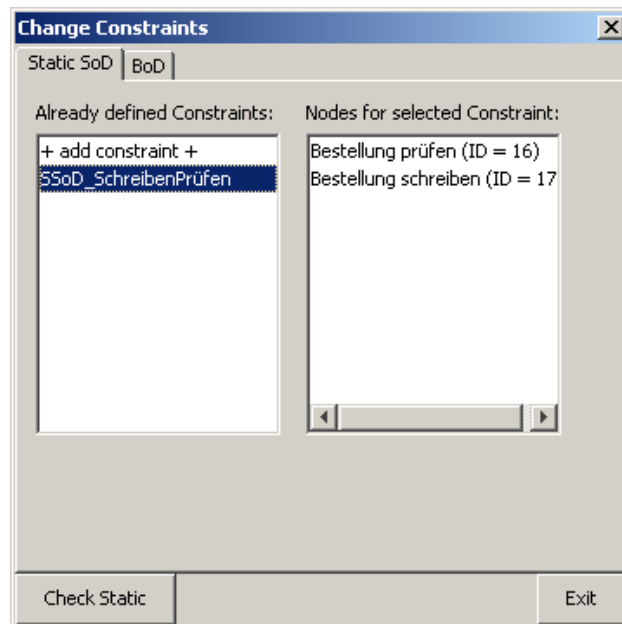 Change Constraints
Static SoD
BoD
Already defined Constraints:
Nodes for selected Constraint:
+ add constraint +
SSoD_SchreibenPrüfen
Bestellung prüfen (ID = 16)
Bestellung schreiben (ID = 17
Check Static
Exit